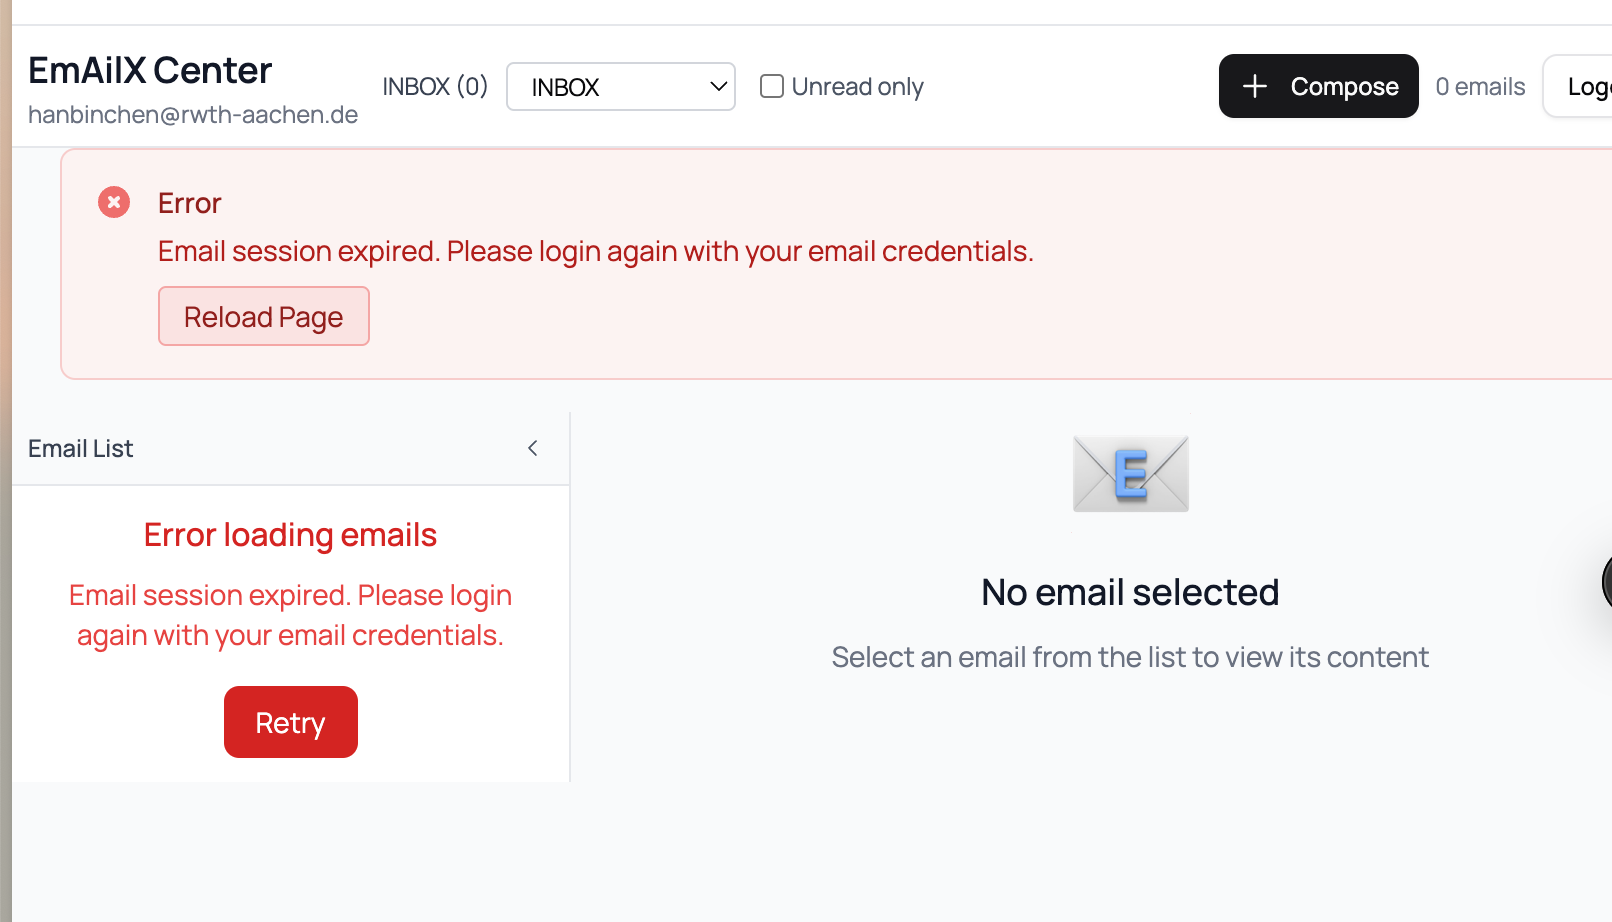 EmAilX Center
hanbinchen@rwth-aachen.de
INBOX (0)
INBOX
Unread only
Compose
0 emails
Logo
Error
Email session expired. Please login again with your email credentials.
Reload Page
Email List
Error loading emails
Email session expired. Please login
again with your email credentials.
Retry
E
No email selected
Select an email from the list to view its content